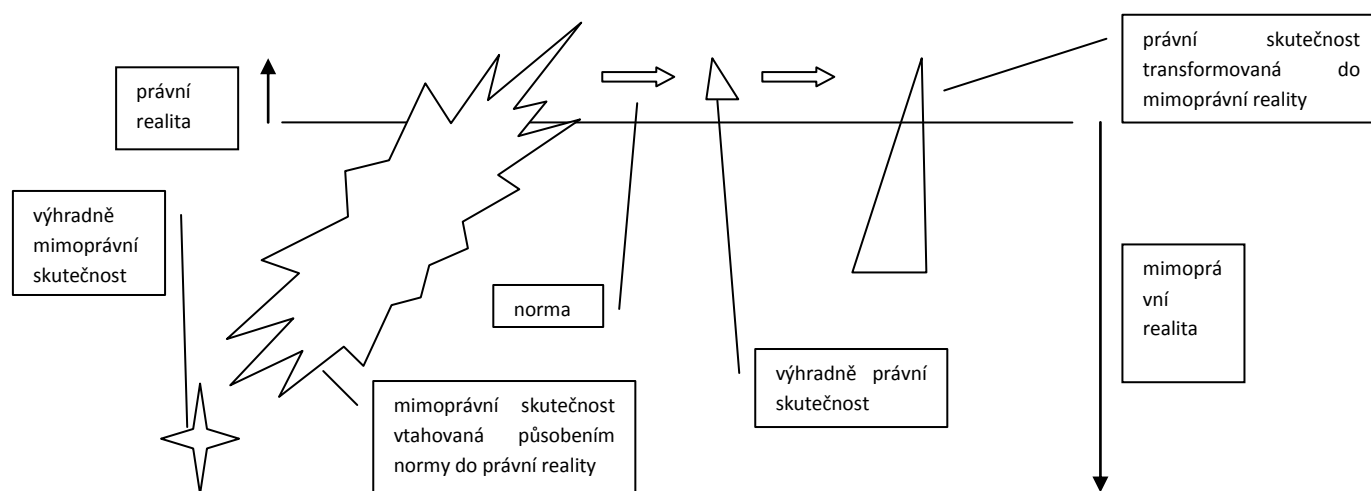 právní
realita
výhradně
mimoprávní
skutečnost
mimoprávní skutečnost
vtahovaná působením
normy do právní reality
norma
výhradně právní
skutečnost
právní skutečnost
transformovaná do
mimoprávní reality
mimoprá
vní
realita